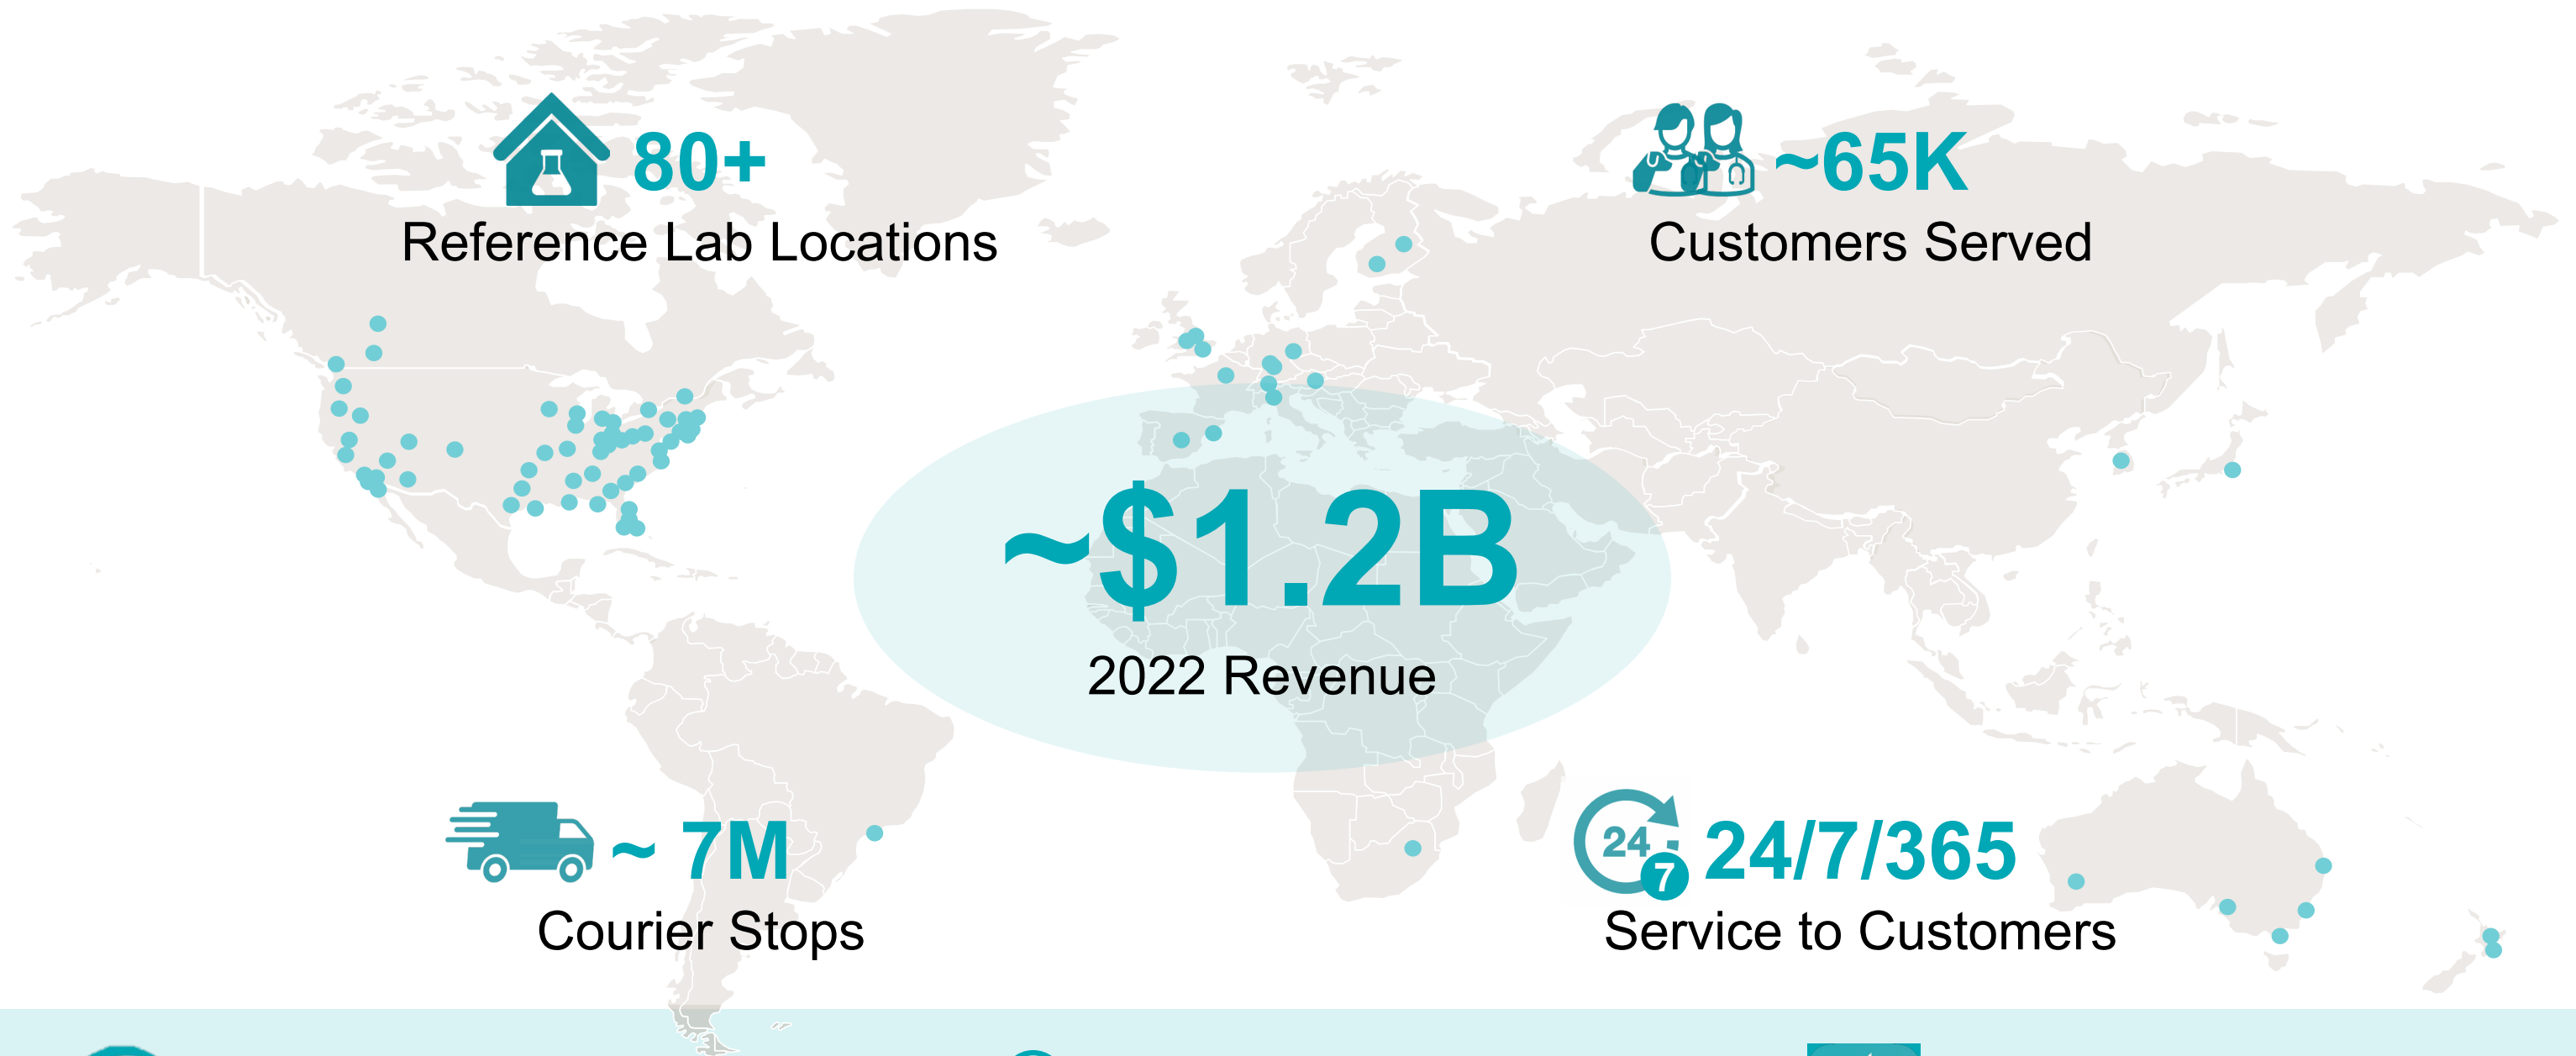 80+
Reference Lab Locations
~65K
Customers Served
~$1.2B
2022 Revenue
~ 7M
Courier Stops
24
7
24/7/365
Service to Customers